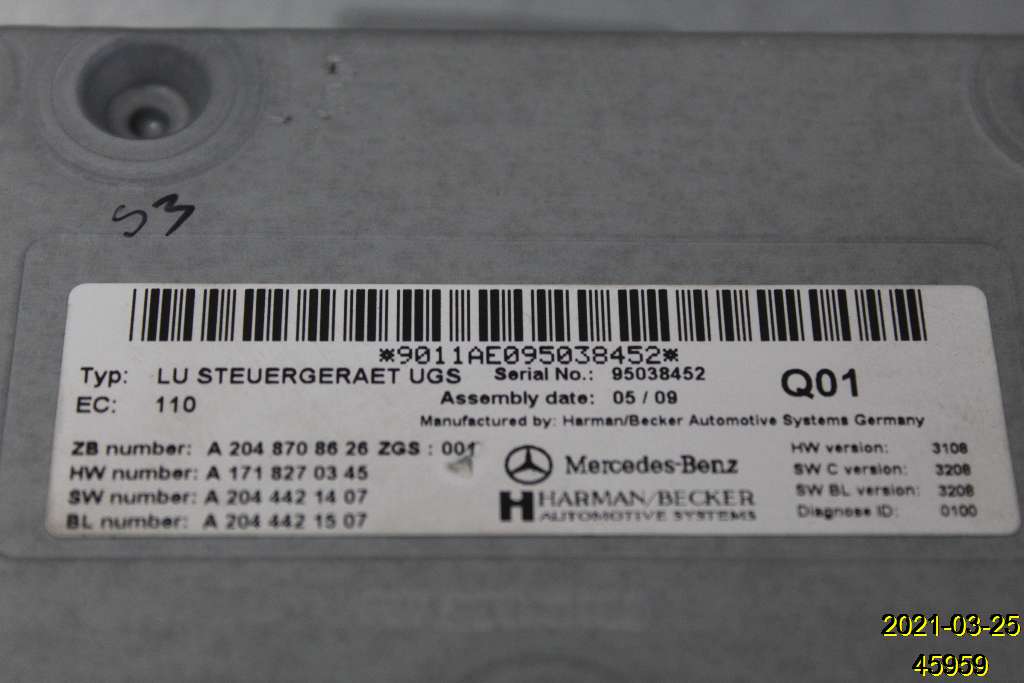 S3
*9011AE095038452*
Typ: LU STEUERGERAET UGS Serial No.: 95038452 Q01
EC: 110 Assembly date: 05 / 09
Manufactured by: Harman/Becker Automotive Systems Germany
ZB number: A 204 870 86 26 ZGS : 001 Mercedes-Benz HW version: 3108
HW number: A 171 827 03 45 SW C version: 3208
SW number: A 204 442 14 07 HARMAN/BECKER SW BL version: 3208
BL number: A 204 442 15 07 AUTOMOTIVE SYSTEMS Diagnose ID: 0100
2021-03-25
45959